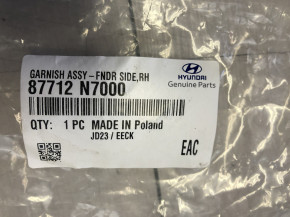 GARNISH ASSY-FNDR SIDE,RH
87712 N7000
HYUNDAI
Genuine Parts
QTY: 1 PC MADE IN Poland
JD23 / EECK
EAC